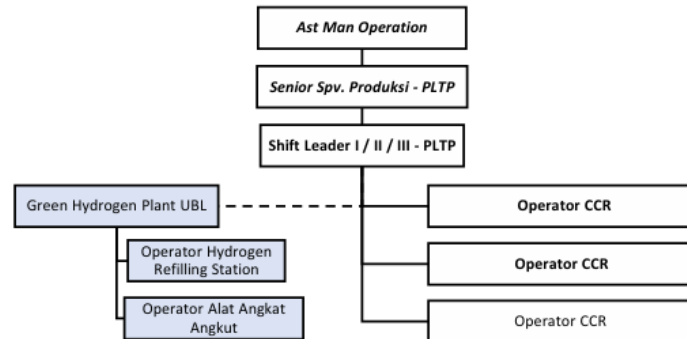 Ast Man Operation
Senior Spv. Produksi - PLTP
Shift Leader I / II / III - PLTP
Green Hydrogen Plant UBL
Operator Hydrogen
Refilling Station
Operator Alat Angkat
Angkut
Operator CCR
Operator CCR
Operator CCR